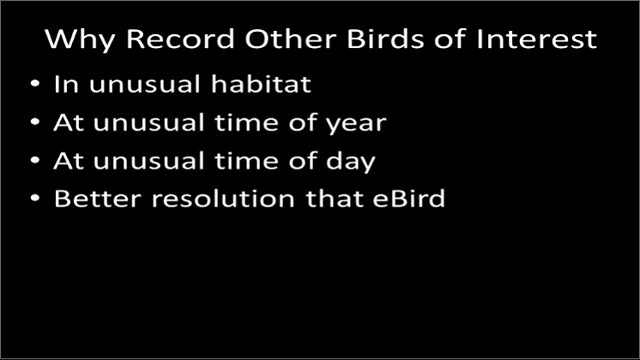 Why Record Other Birds of Interest
• In unusual habitat
• At unusual time of year
• At unusual time of day
• Better resolution that eBird